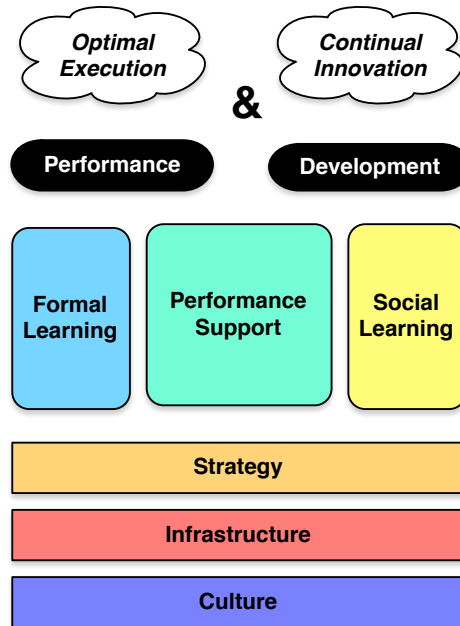 Optimal
Execution
Continual
Innovation
&
Performance
Development
Formal
Learning
Performance
Support
Social
Learning
Strategy
Infrastructure
Culture